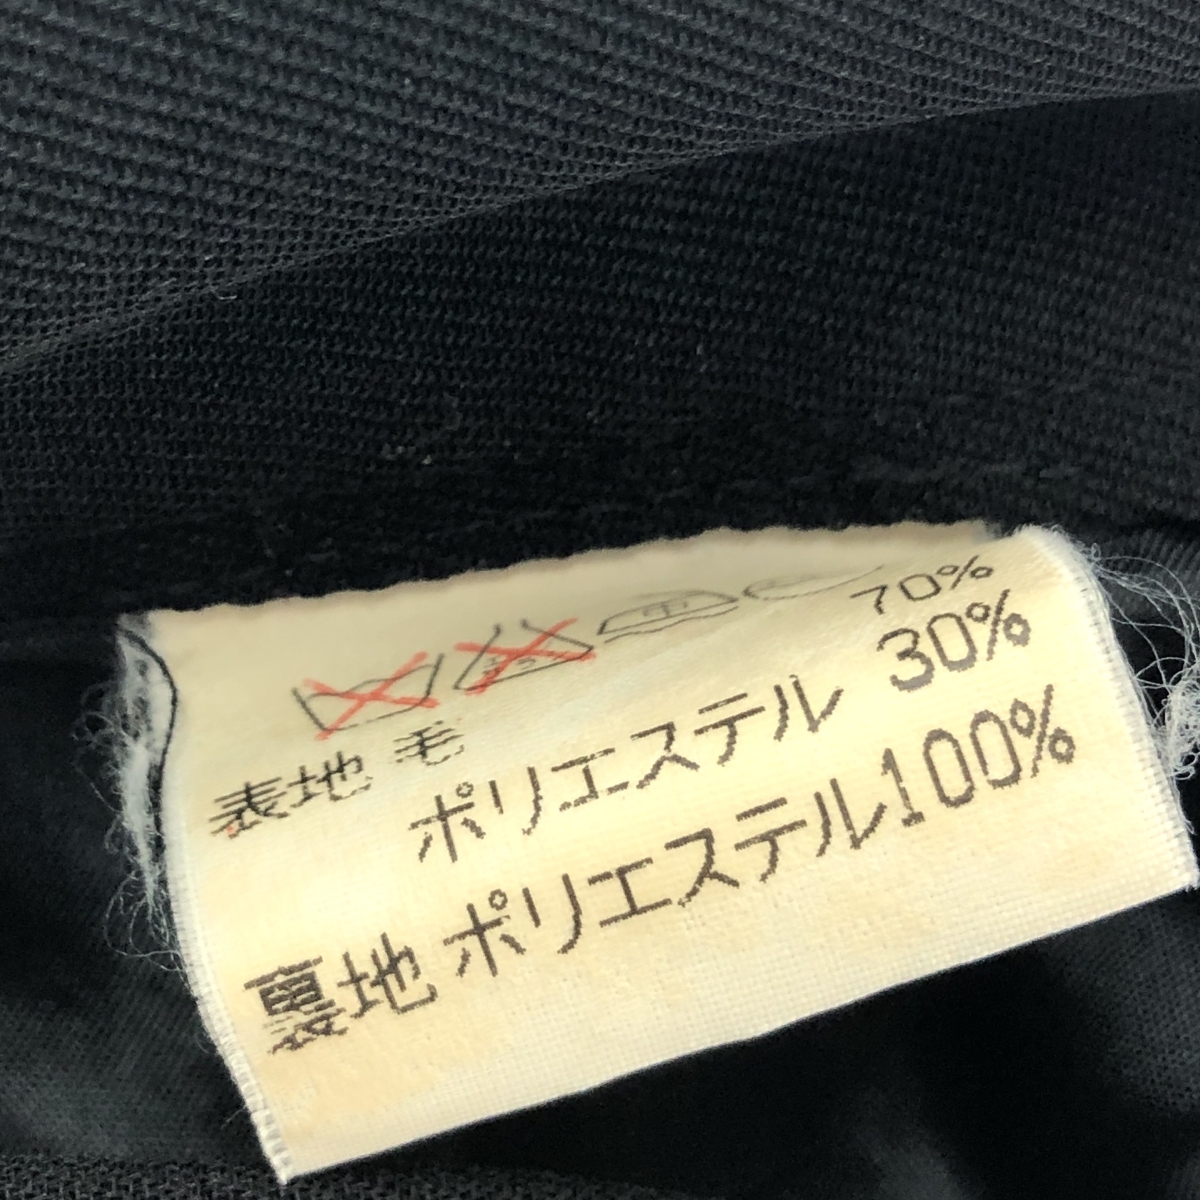 中
表地 毛 70%
ポリエステル 30%
裏地 ポリエステル100%